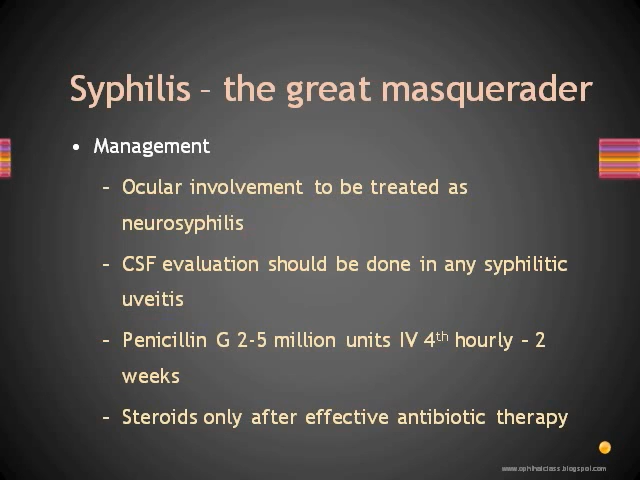 Syphilis – the great masquerader
• Management
– Ocular involvement to be treated as
neurosyphilis
– CSF evaluation should be done in any syphilitic
uveitis
– Penicillin G 2-5 million units IV 4th hourly – 2
weeks
– Steroids only after effective antibiotic therapy
www.ophthalclass.blogspot.com